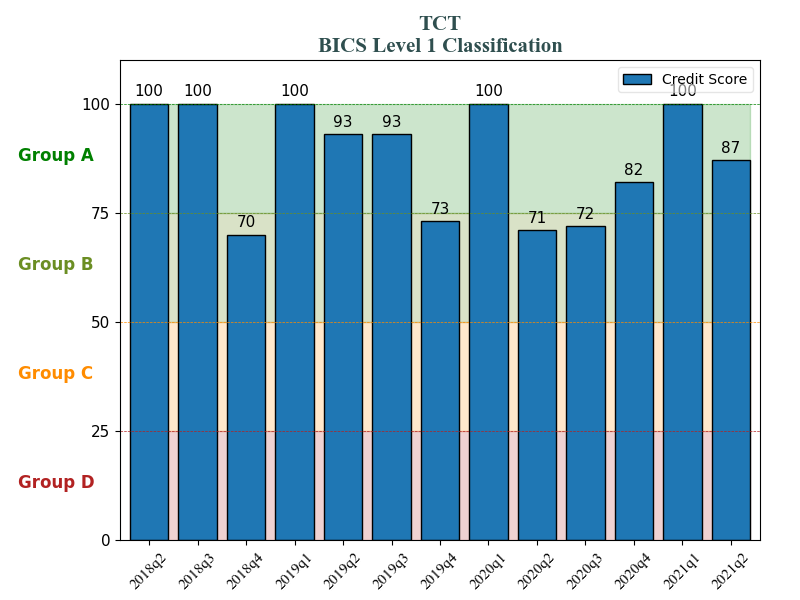 TCT
BICS Level 1 Classification
Credit Score
100 100 70 100 93 93 73 100 71 72 82 100 87
100
Group A
75
Group B
50
Group C
25
Group D
0
2018q2 2018q3 2018q4 2019q1 2019q2 2019q3 2019q4 2020q1 2020q2 2020q3 2020q4 2021q1 2021q2